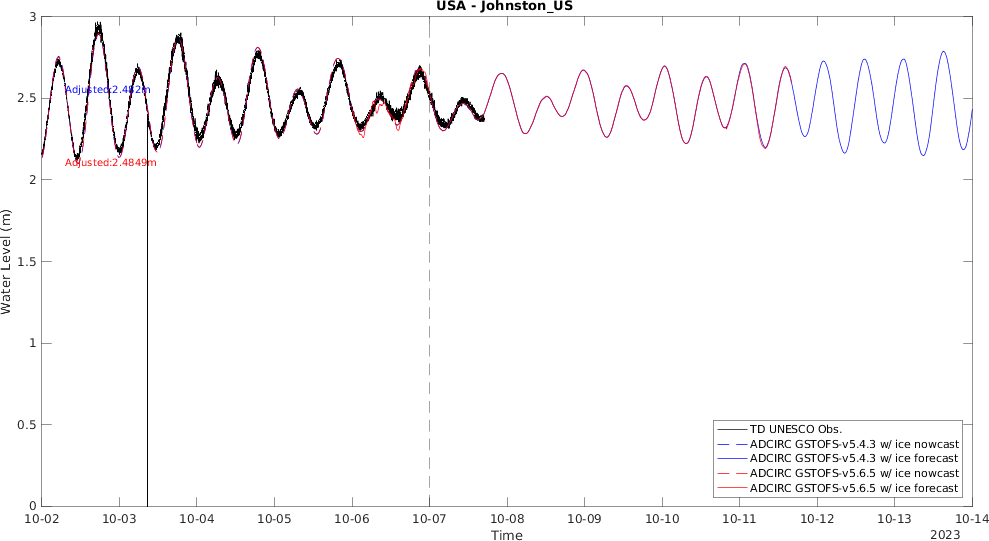 USA - Johnston_US
3
2.5
2
1.5
1
0.5
0
Water Level (m)
Adjusted:2.482m
Adjusted:2.4849m
TD UNESCO Obs.
ADCIRC GSTOFS-v5.4.3 w/ ice nowcast
ADCIRC GSTOFS-v5.4.3 w/ ice forecast
ADCIRC GSTOFS-v5.6.5 w/ ice nowcast
ADCIRC GSTOFS-v5.6.5 w/ ice forecast
10-02 10-03 10-04 10-05 10-06 10-07 10-08 10-09 10-10 10-11 10-12 10-13 10-14
Time
2023